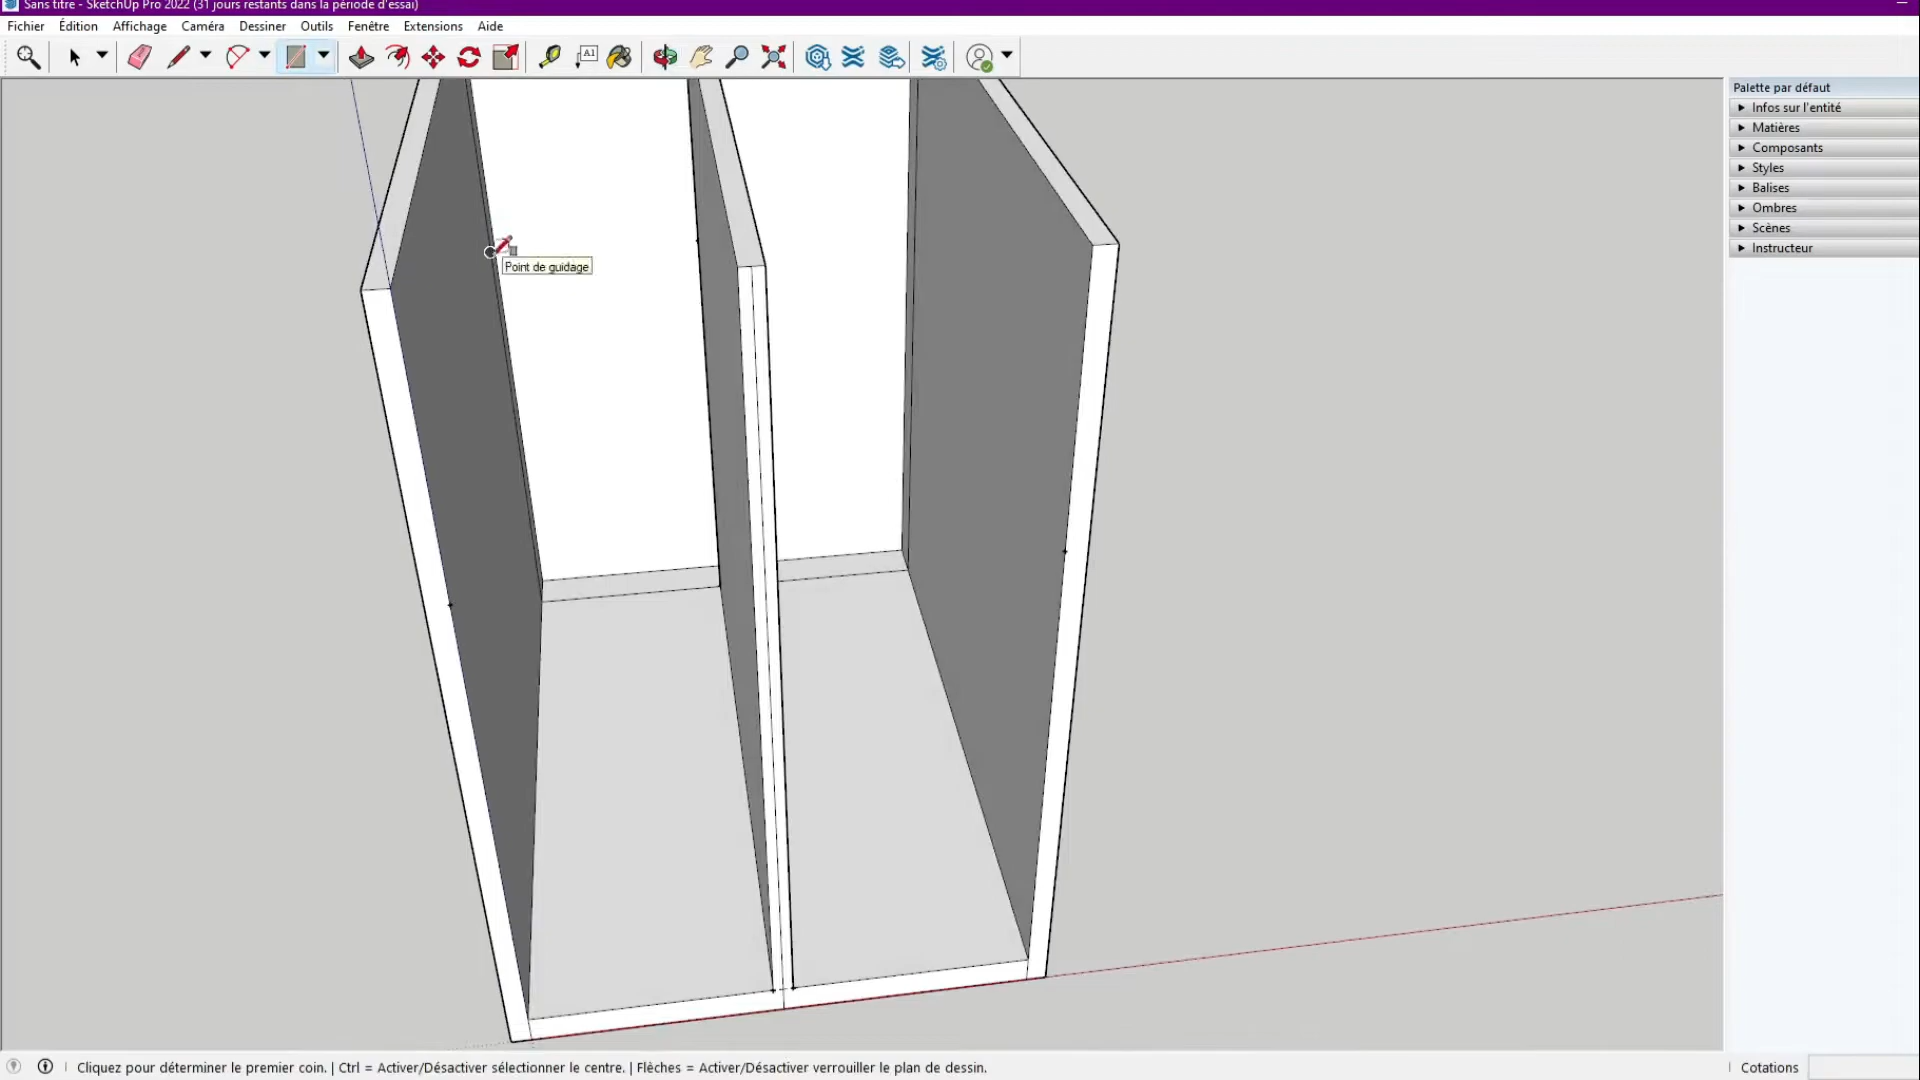 Sans titre - SketchUp Pro 2022 (31 jours restants dans la période d'essai)
Fichier Édition Affichage Caméra Dessiner Outils Fenêtre Extensions Aide
A1
Palette par défaut
Infos sur l'entité
Matières
Composants
Styles
Balises
Ombres
Scènes
Instructeur
Point de guidage
Cliquez pour déterminer le premier coin. | Ctrl = Activer/Désactiver sélectionner le centre. | Flèches = Activer/Désactiver verrouiller le plan de dessin.
Cotations